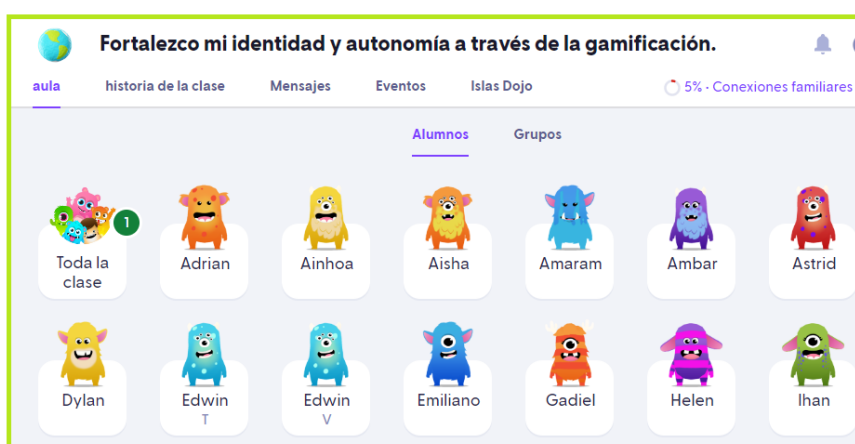 Fortalezco mi identidad y autonomía a través de la gamificación.
aula historia de la clase Mensajes Eventos Islas Dojo 5% · Conexiones familiares
Alumnos Grupos
1
Toda la
clase
Adrian Ainhoa Aisha Amaram Ambar Astrid
Dylan Edwin Edwin Emiliano Gadiel Helen Ihan
T V